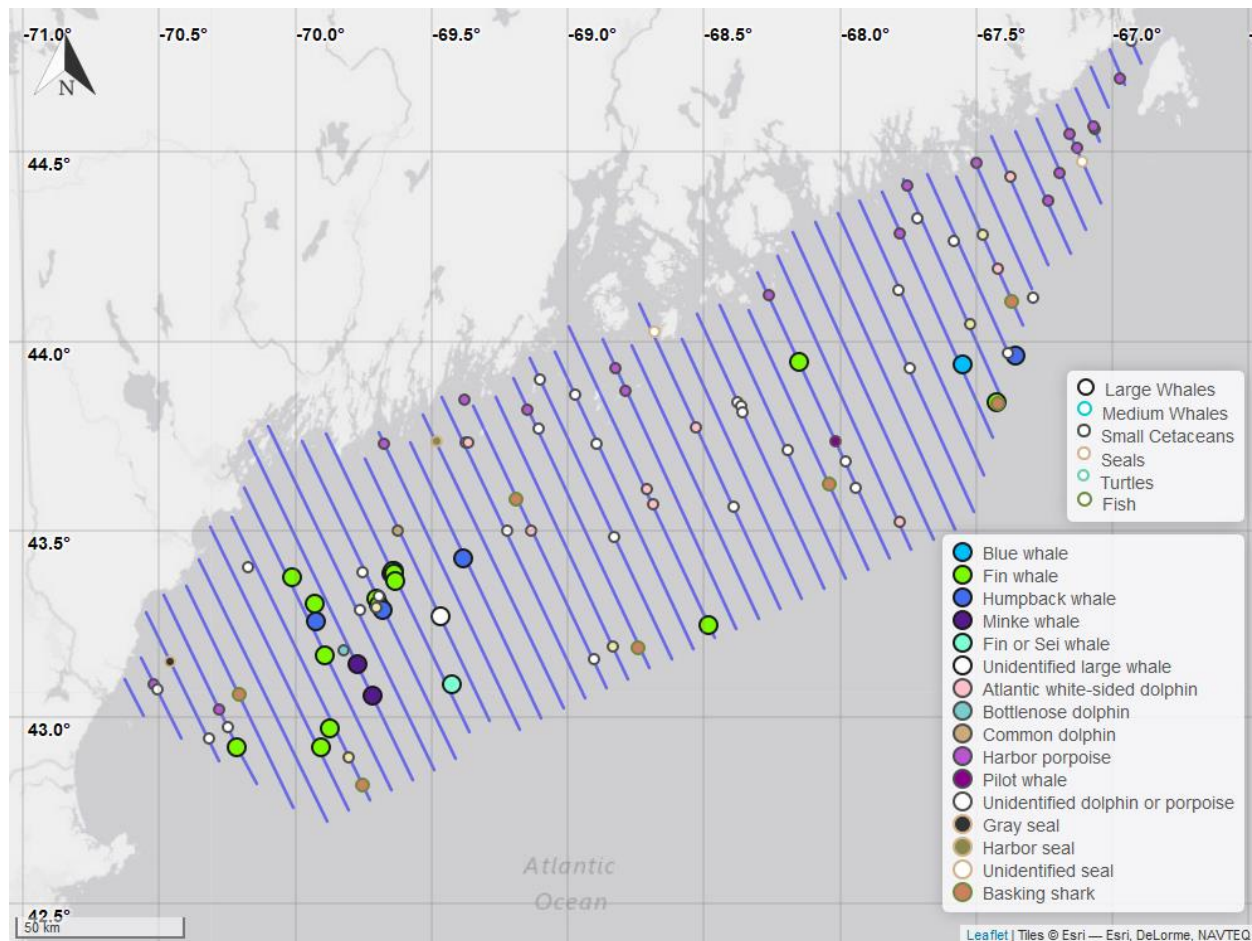 -71.0° -70.5° -70.0° -69.5° -69.0° -68.5° -68.0° -67.5° -67.0°
N
44.5°
44.0°
Large Whales
Medium Whales
Small Cetaceans
Seals
Turtles
Fish
43.5°
Blue whale
Fin whale
Humpback whale
Minke whale
Fin or Sei whale
Unidentified large whale
Atlantic white-sided dolphin
43.0°
Bottlenose dolphin
Common dolphin
Harbor porpoise
Pilot whale
Unidentified dolphin or porpoise
Gray seal
Harbor seal
Unidentified seal
Basking shark
Atlantic
Ocean
42.5°
50 km
Leaflet | Tiles © Esri — Esri, DeLorme, NAVTEQ